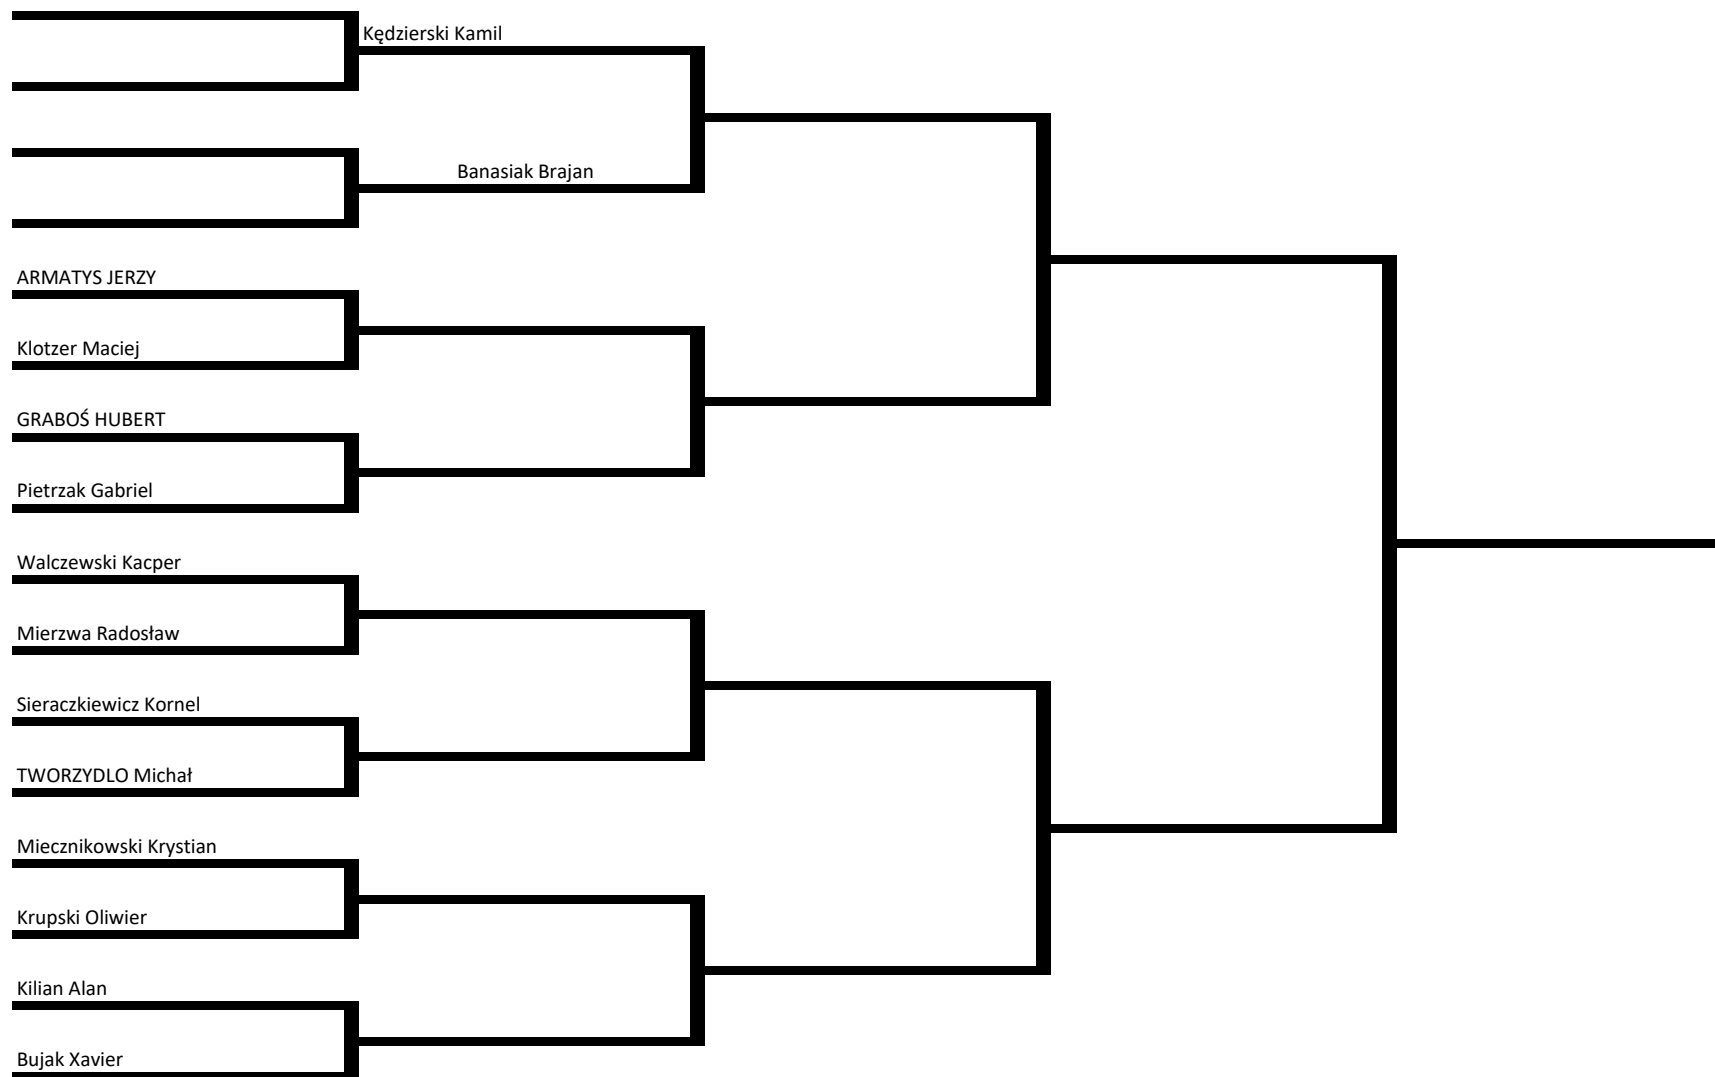 Kędzierski Kamil
Banasiak Brajan
ARMATYS JERZY
Klotzer Maciej
GRABOŚ HUBERT
Pietrzak Gabriel
Walczewski Kacper
Mierzwa Radosław
Sieraczkiewicz Kornel
TWORZYDLO Michał
Miecznikowski Krystian
Krupski Oliwier
Kilian Alan
Bujak Xavier